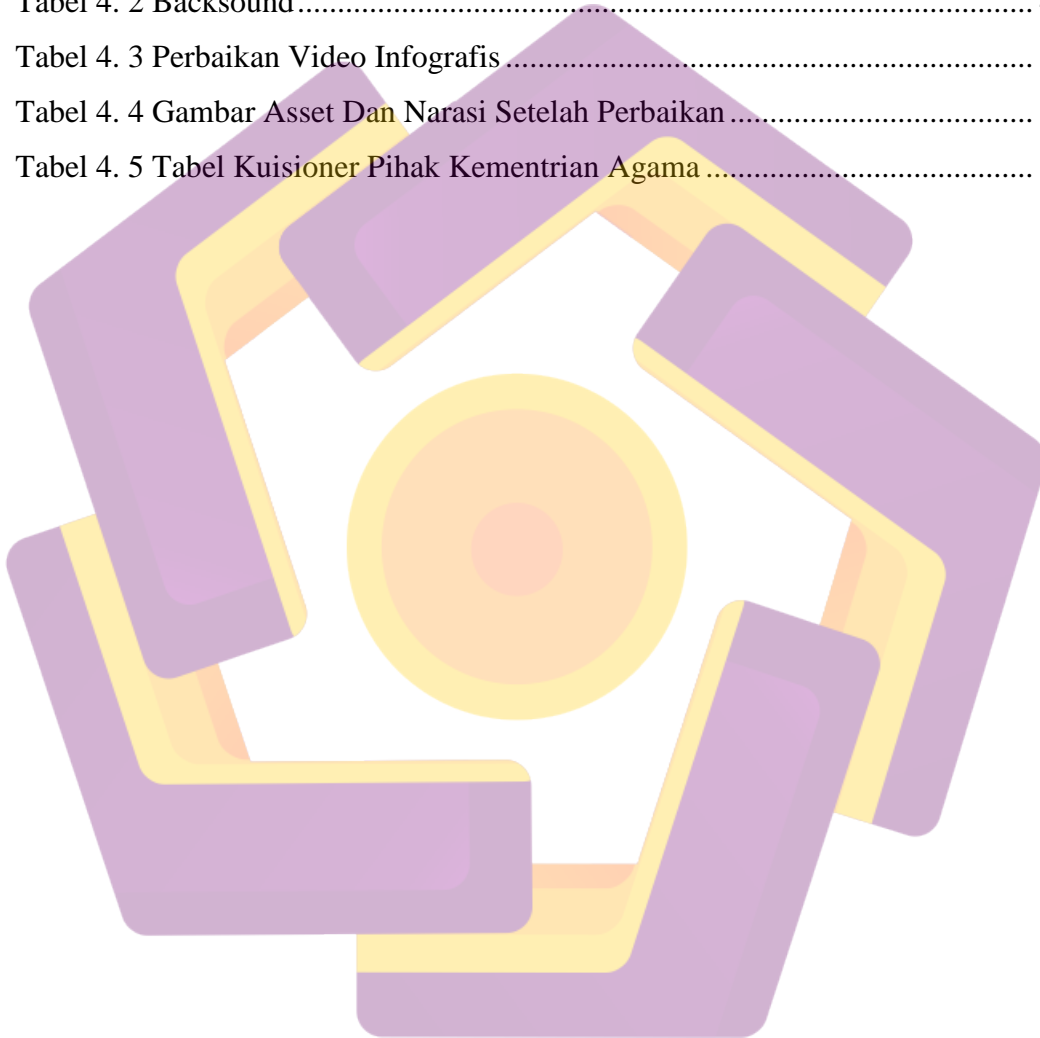 Tabel 4. 2 Backsound....................................................................................................
Tabel 4. 3 Perbaikan Video Infografis....................................................................
Tabel 4. 4 Gambar Asset Dan Narasi Setelah Perbaikan......................................
Tabel 4. 5 Tabel Kuisioner Pihak Kementrian Agama.........................................